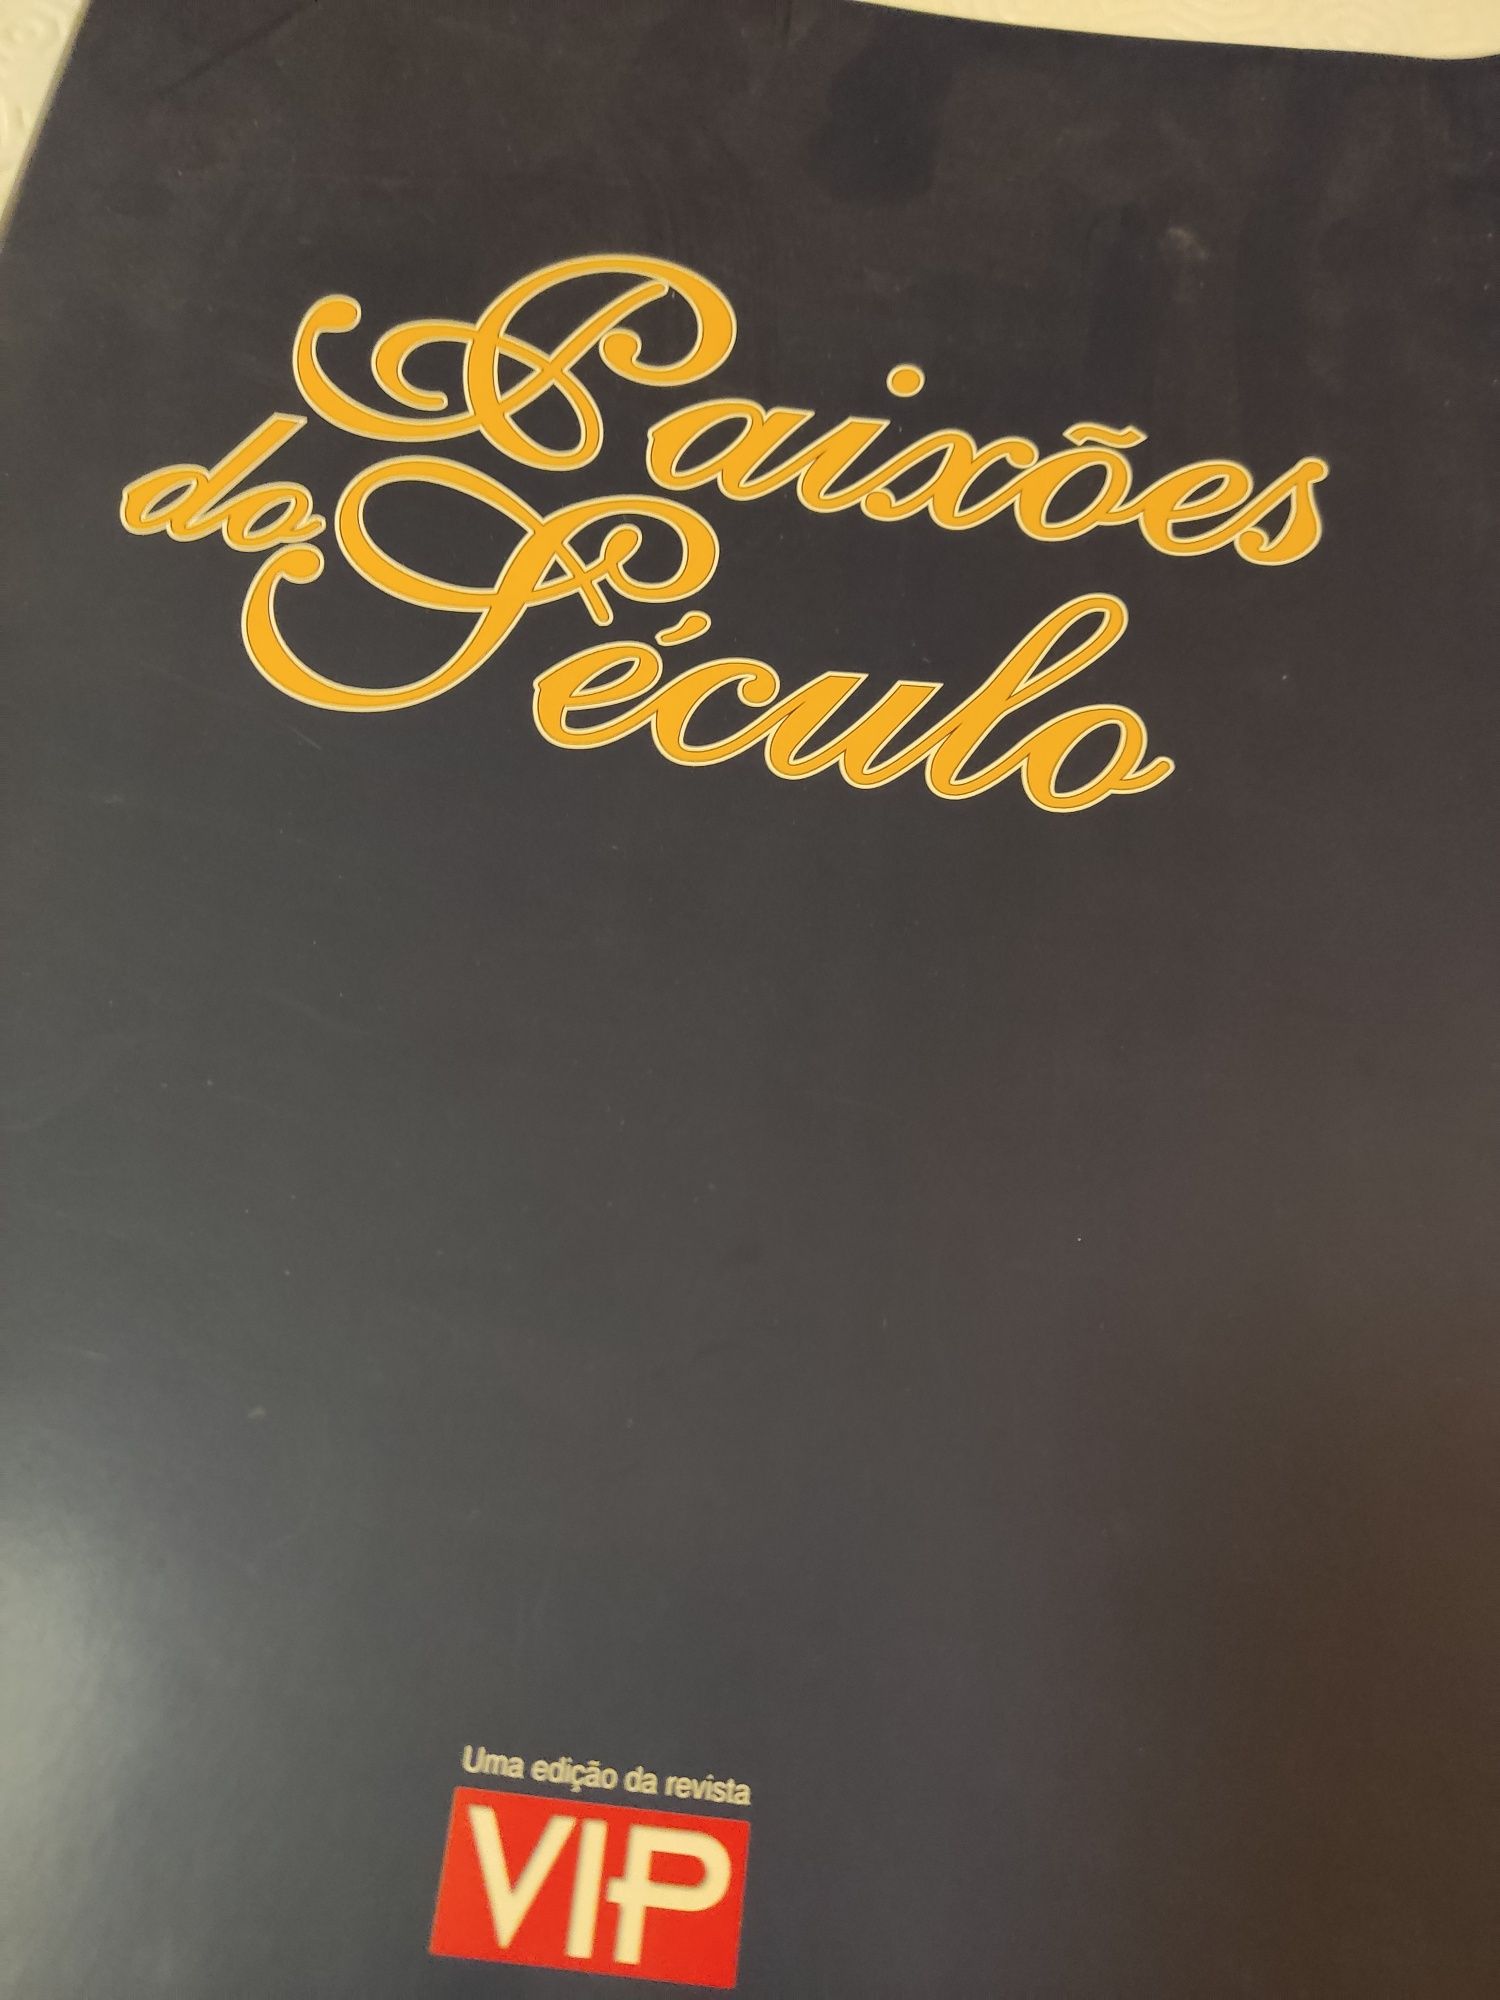 Paixões
do Século
Uma edição da revista
VIP